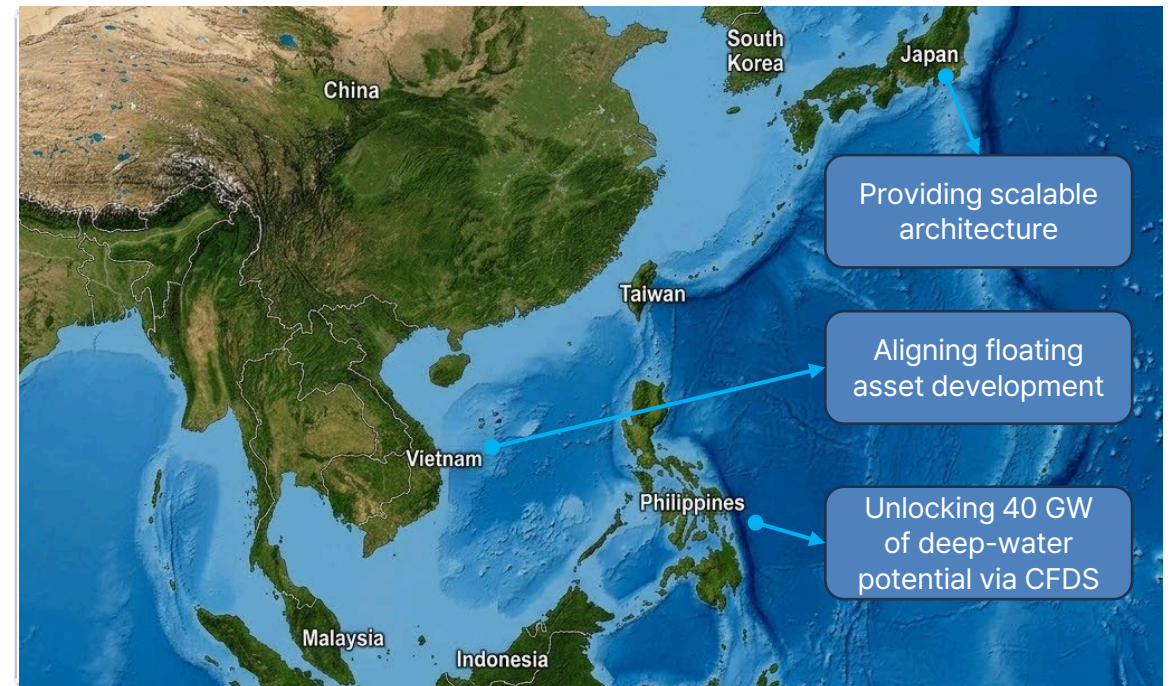 South
Korea
Japan
China
Providing scalable
architecture
Taiwan
Aligning floating
asset development
Vietnam
Philippines
Unlocking 40 GW
of deep-water
potential via CFDS
Malaysia
Indonesia